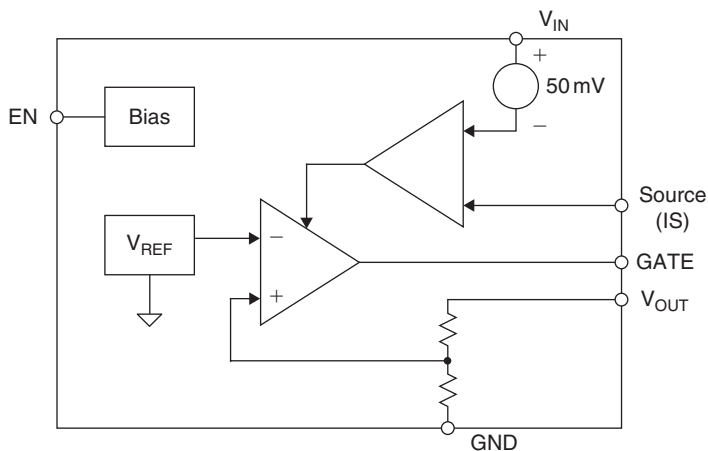 V_IN
+
50 mV
−
EN
Bias
Source
(IS)
V_REF
−
+
GATE
V_OUT
GND